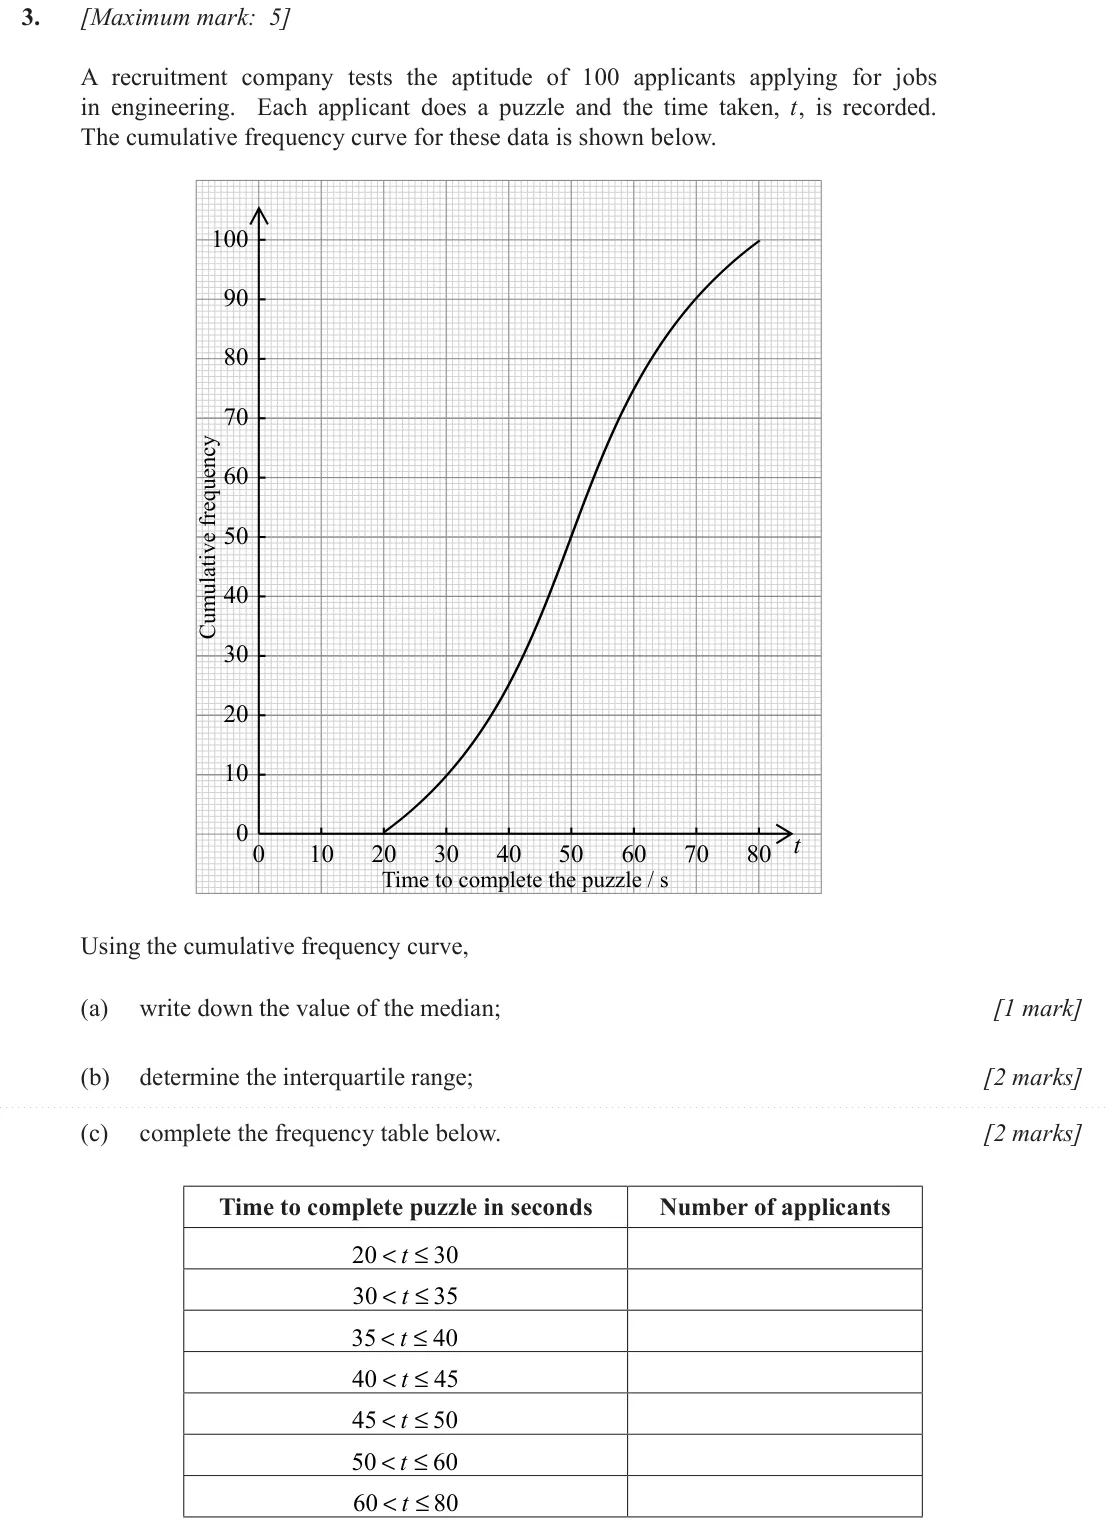 3. [Maximum mark: 5]
A recruitment company tests the aptitude of 100 applicants applying for jobs
in engineering. Each applicant does a puzzle and the time taken, t, is recorded.
The cumulative frequency curve for these data is shown below.
100
90
80
70
60
50
40
30
20
10
0
Cumulative frequency
0 10 20 30 40 50 60 70 80 t
Time to complete the puzzle / s
Using the cumulative frequency curve,
(a) write down the value of the median; [1 mark]
(b) determine the interquartile range; [2 marks]
(c) complete the frequency table below. [2 marks]
Time to complete puzzle in seconds Number of applicants
20 < t ≤ 30
30 < t ≤ 35
35 < t ≤ 40
40 < t ≤ 45
45 < t ≤ 50
50 < t ≤ 60
60 < t ≤ 80